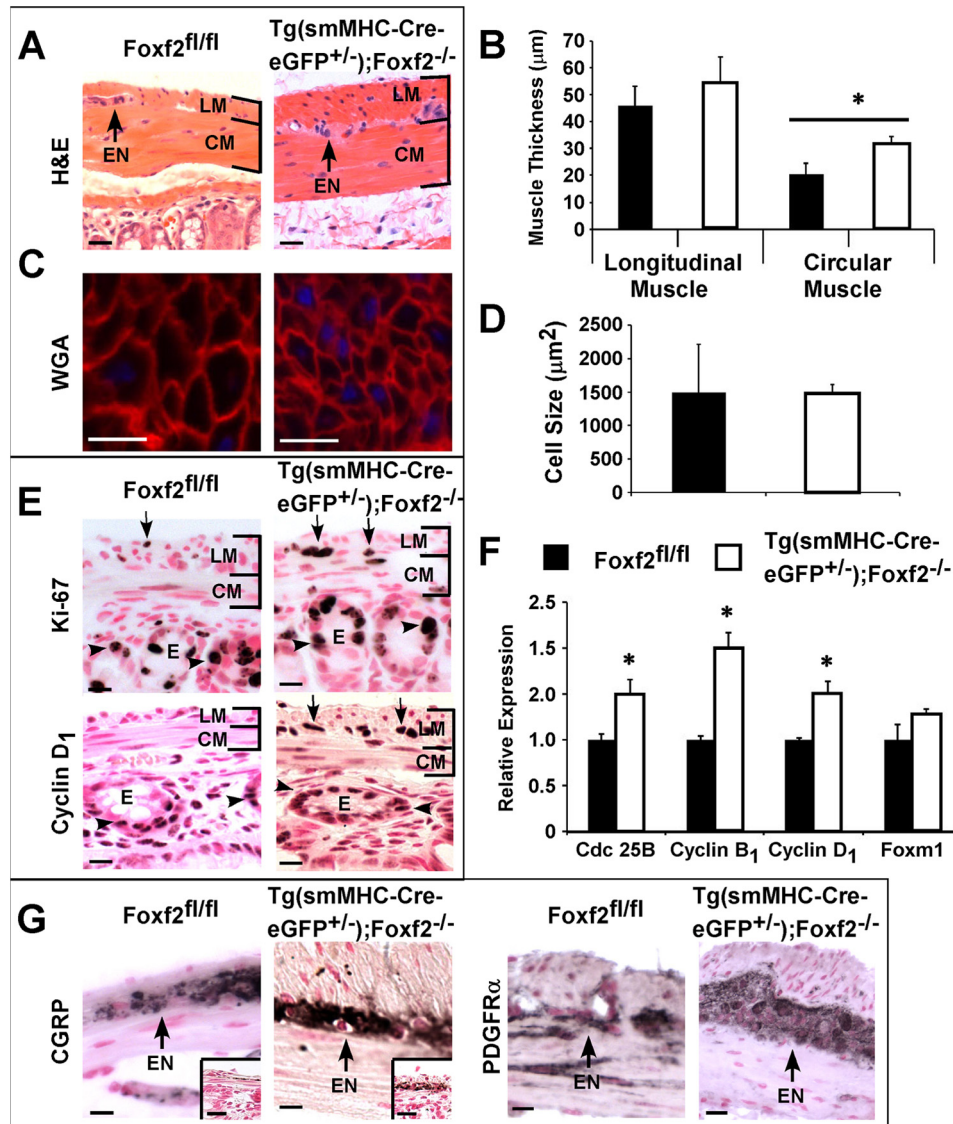 A
Foxf2fl/fl
Tg(smMHC-Cre-
eGFP+/-);Foxf2-/-
H&E
LM
CM
EN
LM
CM
EN
B
Muscle Thickness (μm)
70
60
50
40
30
20
10
0
*
Longitudinal
Muscle
Circular
Muscle
C
WGA
D
Cell Size (μm2)
2500
2000
1500
1000
500
0
E
Foxf2fl/fl
Tg(smMHC-Cre-
eGFP+/-);Foxf2-/-
Ki-67
LM
CM
E
LM
CM
E
Cyclin D1
LM
CM
E
LM
CM
E
F
Foxf2fl/fl
Tg(smMHC-Cre-
eGFP+/-);Foxf2-/-
Relative Expression
2.5
1.5
2.0
1.0
0.5
0
*
*
*
Cdc 25B
Cyclin B1
Cyclin D1
Foxm1
G
Foxf2fl/fl
Tg(smMHC-Cre-
eGFP+/-);Foxf2-/-
CGRP
EN
EN
Foxf2fl/fl
Tg(smMHC-Cre-
eGFP+/-);Foxf2-/-
PDGFRα
EN
EN